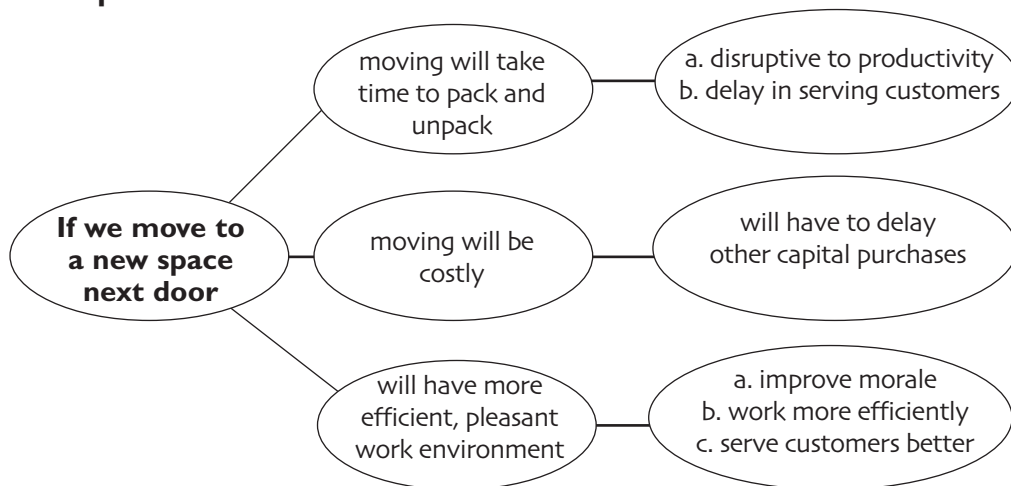 moving will take
time to pack and
unpack
a. disruptive to productivity
b. delay in serving customers
If we move to
a new space
next door
moving will be
costly
will have to delay
other capital purchases
will have more
efficient, pleasant
work environment
a. improve morale
b. work more efficiently
c. serve customers better